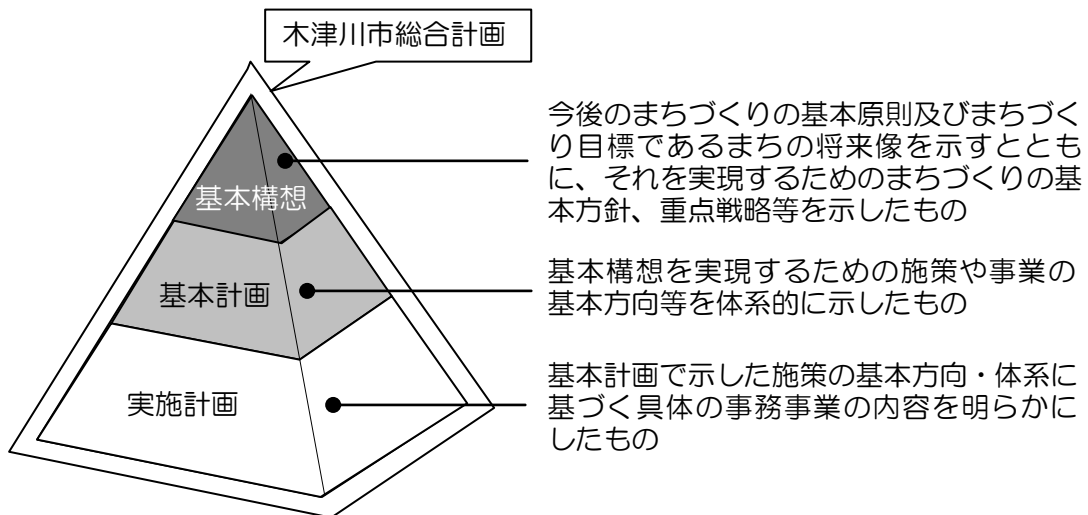 木津川市総合計画
基本構想
今後のまちづくりの基本原則及びまちづく
り目標であるまちの将来像を示すととも
に、それを実現するためのまちづくりの基
本方針、重点戦略等を示したもの
基本計画
基本構想を実現するための施策や事業の
基本方向等を体系的に示したもの
実施計画
基本計画で示した施策の基本方向・体系に
基づく具体の事務事業の内容を明らかに
したもの